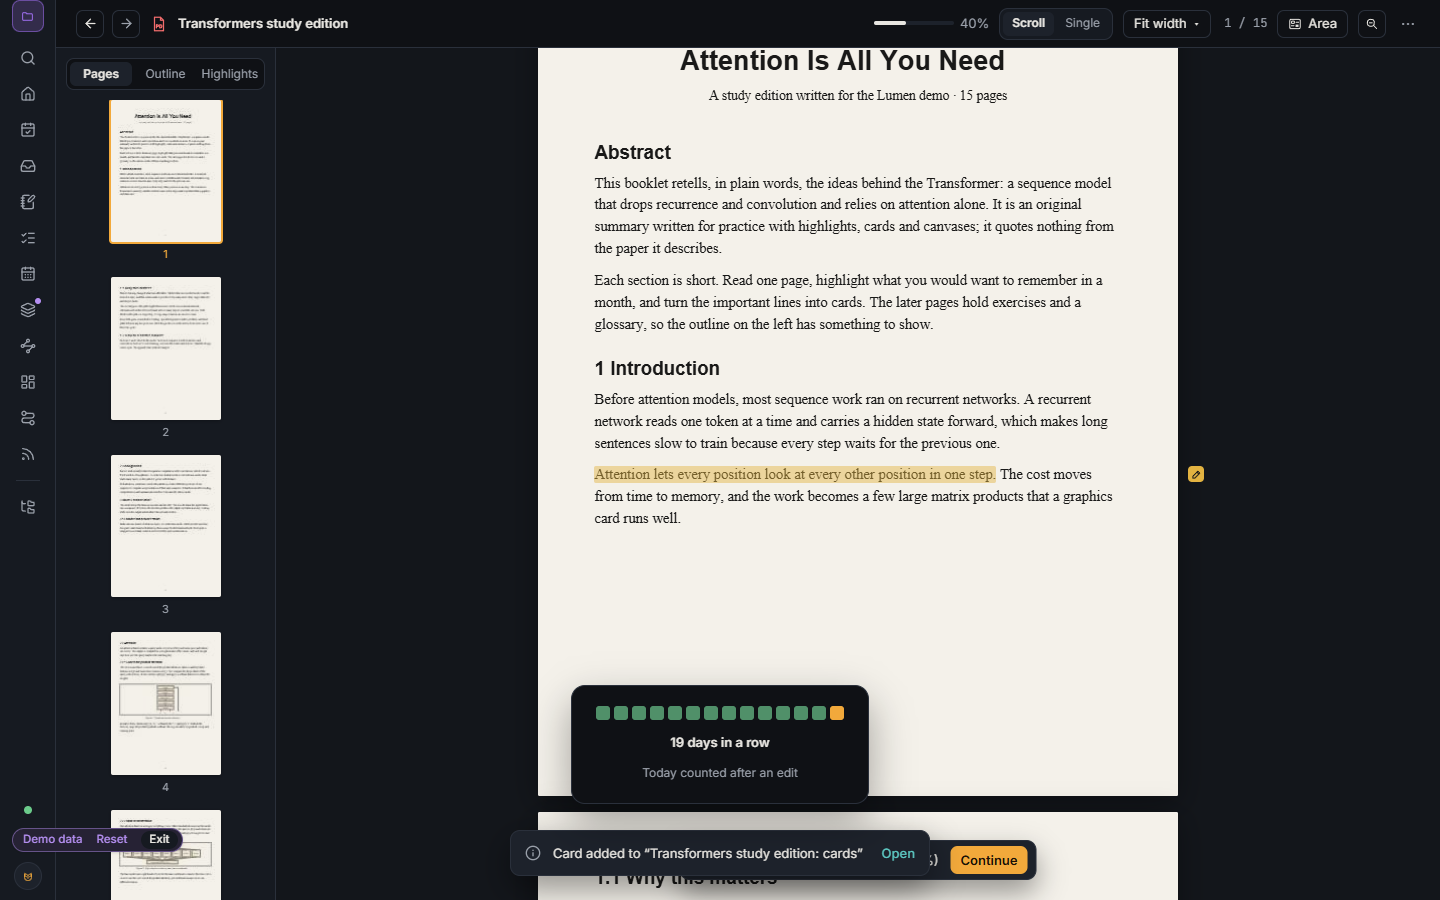 Transformers study edition
40%
Scroll
Single
Fit width
1 / 15
Area
Pages
Outline
Highlights
Attention Is All You Need
1
2
3
4
Attention Is All You Need
A study edition written for the Lumen demo · 15 pages
Abstract
This booklet retells, in plain words, the ideas behind the Transformer: a sequence model
that drops recurrence and convolution and relies on attention alone. It is an original
summary written for practice with highlights, cards and canvases; it quotes nothing from
the paper it describes.
Each section is short. Read one page, highlight what you would want to remember in a
month, and turn the important lines into cards. The later pages hold exercises and a
glossary, so the outline on the left has something to show.
1 Introduction
Before attention models, most sequence work ran on recurrent networks. A recurrent
network reads one token at a time and carries a hidden state forward, which makes long
sentences slow to train because every step waits for the previous one.
Attention lets every position look at every other position in one step. The cost moves
from time to memory, and the work becomes a few large matrix products that a graphics
card runs well.
19 days in a row
Today counted after an edit
Demo data
Reset
Exit
Card added to “Transformers study edition: cards”
Open
Continue
1.1 Why this matters